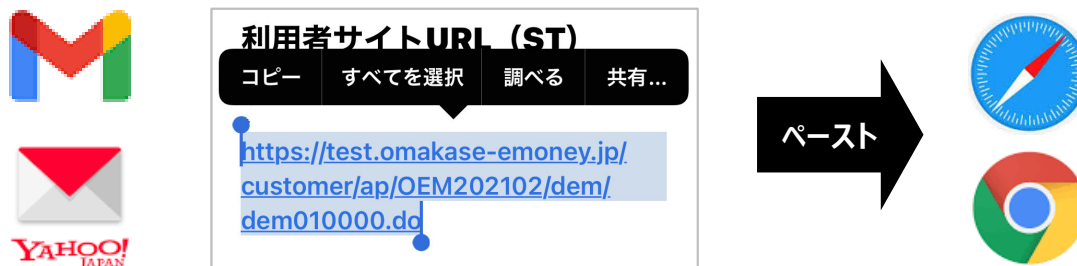 利用者サイトURL（ST）
コピー すべてを選択 調べる 共有...
https://test.omakase-emoney.jp/
customer/ap/OEM202102/dem/
dem010000.do
ペースト
YAHOO!
JAPAN